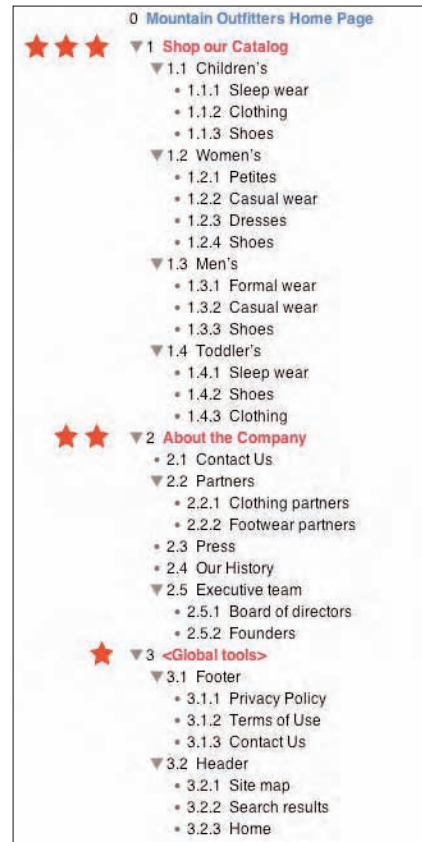 0 Mountain Outfitters Home Page
1 Shop our Catalog
1.1 Children's
1.1.1 Sleep wear
1.1.2 Clothing
1.1.3 Shoes
1.2 Women's
1.2.1 Petites
1.2.2 Casual wear
1.2.3 Dresses
1.2.4 Shoes
1.3 Men's
1.3.1 Formal wear
1.3.2 Casual wear
1.3.3 Shoes
1.4 Toddler's
1.4.1 Sleep wear
1.4.2 Shoes
1.4.3 Clothing
2 About the Company
2.1 Contact Us
2.2 Partners
2.2.1 Clothing partners
2.2.2 Footwear partners
2.3 Press
2.4 Our History
2.5 Executive team
2.5.1 Board of directors
2.5.2 Founders
3 <Global tools>
3.1 Footer
3.1.1 Privacy Policy
3.1.2 Terms of Use
3.1.3 Contact Us
3.2 Header
3.2.1 Site map
3.2.2 Search results
3.2.3 Home